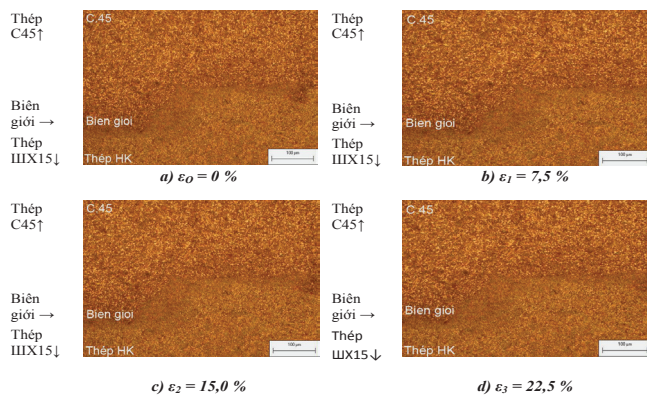 Thép
C45↑
C 45
Biên
giới →
Bien gioi
Thép
ШХ15↓
Thép HK
100 µm
a) ε₀ = 0 %
Thép
C45↑
C 45
Biên
giới →
Bien gioi
Thép
ШХ15↓
Thép HK
100 µm
b) ε₁ = 7,5 %
Thép
C45↑
C 45
Biên
giới →
Bien gioi
Thép
ШХ15↓
Thép HK
100 µm
c) ε₂ = 15,0 %
Thép
C45↑
C 45
Biên
giới →
Bien gioi
Thép
ШХ15↓
Thép HK
100 µm
d) ε₃ = 22,5 %